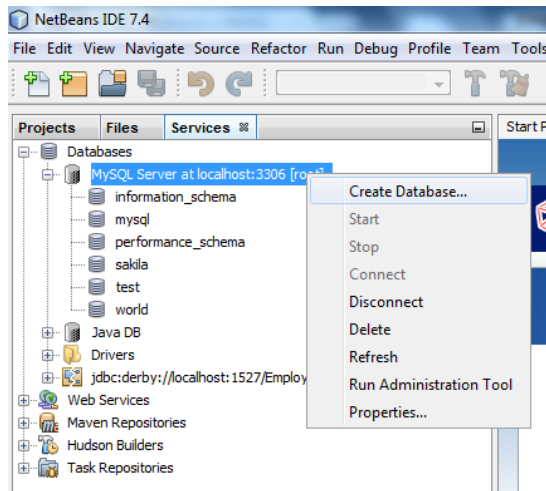 NetBeans IDE 7.4
File Edit View Navigate Source Refactor Run Debug Profile Team Tools
Projects Files Services
Start
Databases
MySQL Server at localhost:3306
information_schema
mysql
performance_schema
sakila
test
world
Java DB
Drivers
jdbc:derby://localhost:1527/Employ
Web Services
Maven Repositories
Hudson Builders
Task Repositories
Create Database...
Start
Stop
Connect
Disconnect
Delete
Refresh
Run Administration Tool
Properties...